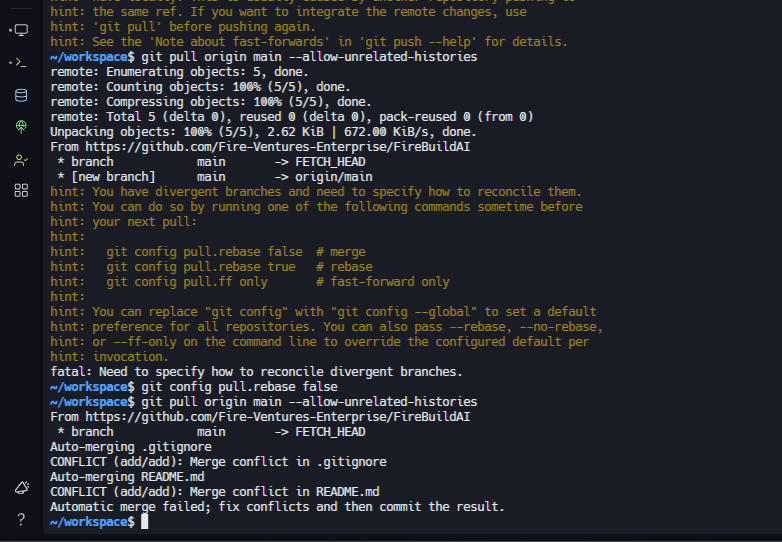 hint: the same ref. If you want to integrate the remote changes, use
hint: 'git pull' before pushing again.
hint: See the 'Note about fast-forwards' in 'git push --help' for details.
~/workspace$ git pull origin main --allow-unrelated-histories
remote: Enumerating objects: 5, done.
remote: Counting objects: 100% (5/5), done.
remote: Compressing objects: 100% (5/5), done.
remote: Total 5 (delta 0), reused 0 (delta 0), pack-reused 0 (from 0)
Unpacking objects: 100% (5/5), 2.62 KiB | 672.00 KiB/s, done.
From https://github.com/Fire-Ventures-Enterprise/FireBuildAI
 * branch            main       -> FETCH_HEAD
 * [new branch]      main       -> origin/main
hint: You have divergent branches and need to specify how to reconcile them.
hint: You can do so by running one of the following commands sometime before
hint: your next pull:
hint:
hint:   git config pull.rebase false  # merge
hint:   git config pull.rebase true   # rebase
hint:   git config pull.ff only       # fast-forward only
hint:
hint: You can replace "git config" with "git config --global" to set a default
hint: preference for all repositories. You can also pass --rebase, --no-rebase,
hint: or --ff-only on the command line to override the configured default per
hint: invocation.
fatal: Need to specify how to reconcile divergent branches.
~/workspace$ git config pull.rebase false
~/workspace$ git pull origin main --allow-unrelated-histories
From https://github.com/Fire-Ventures-Enterprise/FireBuildAI
 * branch            main       -> FETCH_HEAD
Auto-merging .gitignore
CONFLICT (add/add): Merge conflict in .gitignore
Auto-merging README.md
CONFLICT (add/add): Merge conflict in README.md
Automatic merge failed; fix conflicts and then commit the result.
~/workspace$